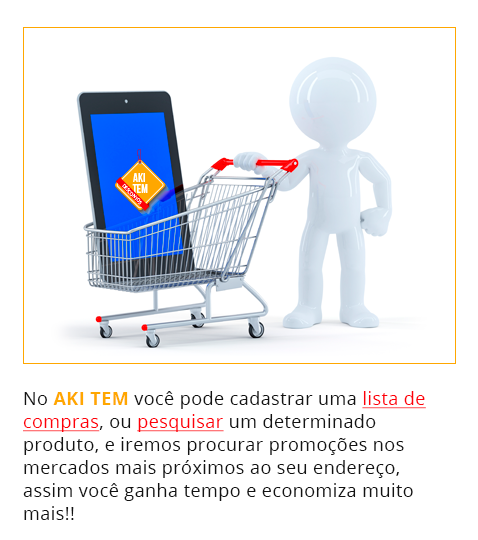 AKI
TEM
DESCONTOS
No AKI TEM você pode cadastrar uma lista de
compras, ou pesquisar um determinado
produto, e iremos procurar promoções nos
mercados mais próximos ao seu endereço,
assim você ganha tempo e economiza muito
mais!!